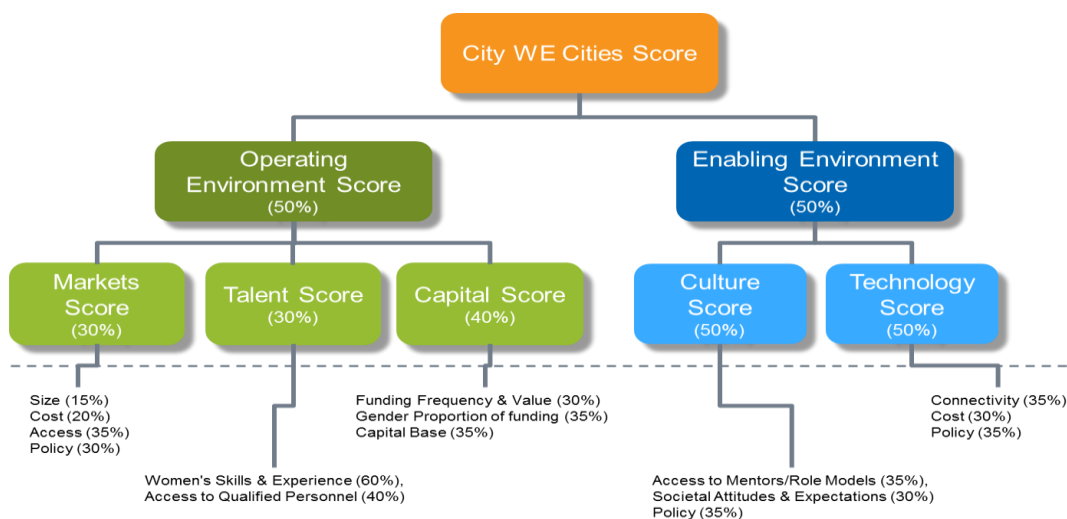 City WE Cities Score
Operating
Environment Score
(50%)
Enabling Environment
Score
(50%)
Markets
Score
(30%)
Talent Score
(30%)
Capital Score
(40%)
Culture
Score
(50%)
Technology
Score
(50%)
Size (15%)
Cost (20%)
Access (35%)
Policy (30%)
Funding Frequency & Value (30%)
Gender Proportion of funding (35%)
Capital Base (35%)
Connectivity (35%)
Cost (30%)
Policy (35%)
Women's Skills & Experience (60%),
Access to Qualified Personnel (40%)
Access to Mentors/Role Models (35%),
Societal Attitudes & Expectations (30%)
Policy (35%)